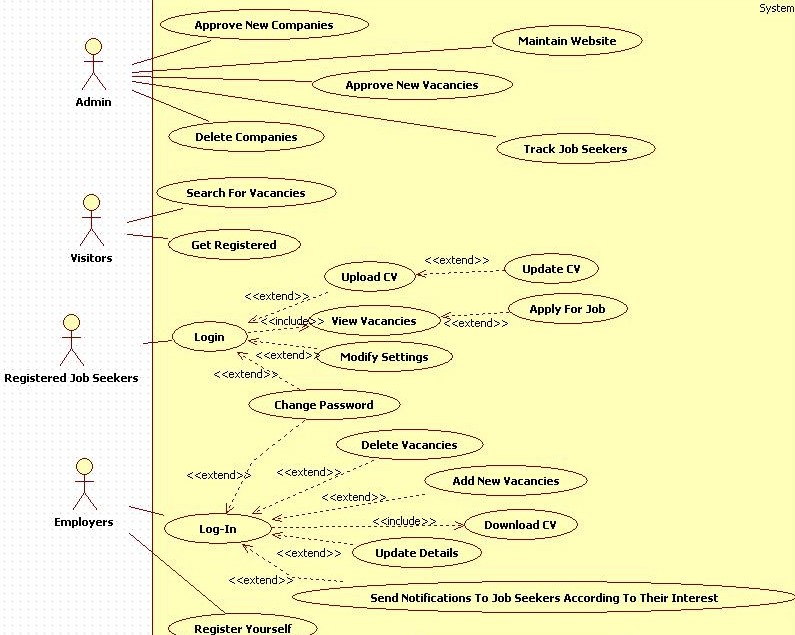 System
Approve New Companies
Maintain Website
Approve New Vacancies
Admin
Delete Companies
Track Job Seekers
Search For Vacancies
Get Registered
Visitors
<<extend>>
Update CV
Upload CV
<<extend>>
Apply For Job
<<include>>
View Vacancies
<<extend>>
Login
<<extend>>
Modify Settings
<<extend>>
Registered Job Seekers
Change Password
Delete Vacancies
<<extend>>
<<extend>>
Add New Vacancies
<<extend>>
Employers
Log-In
<<include>>
Download CV
<<extend>>
Update Details
<<extend>>
Send Notifications To Job Seekers According To Their Interest
Register Yourself